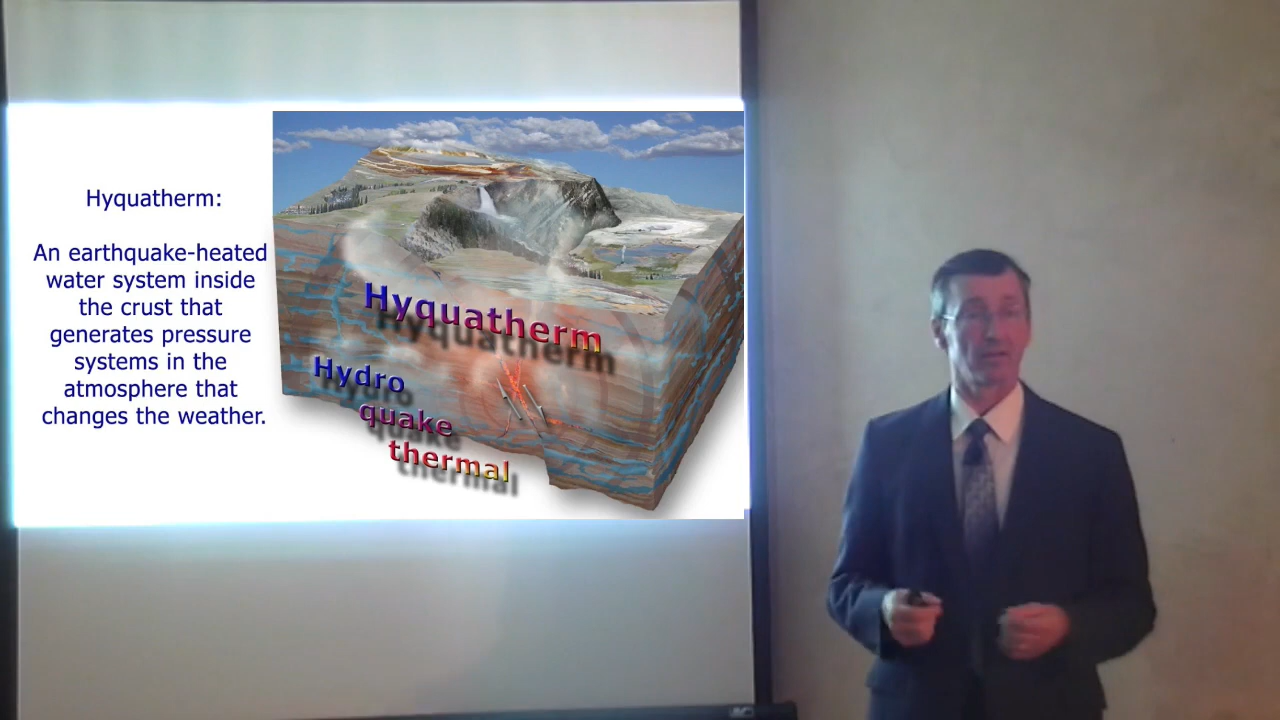 Hyquatherm:
An earthquake-heated
water system inside
the crust that
generates pressure
systems in the
atmosphere that
changes the weather.
Hyquatherm
Hydro
quake
thermal